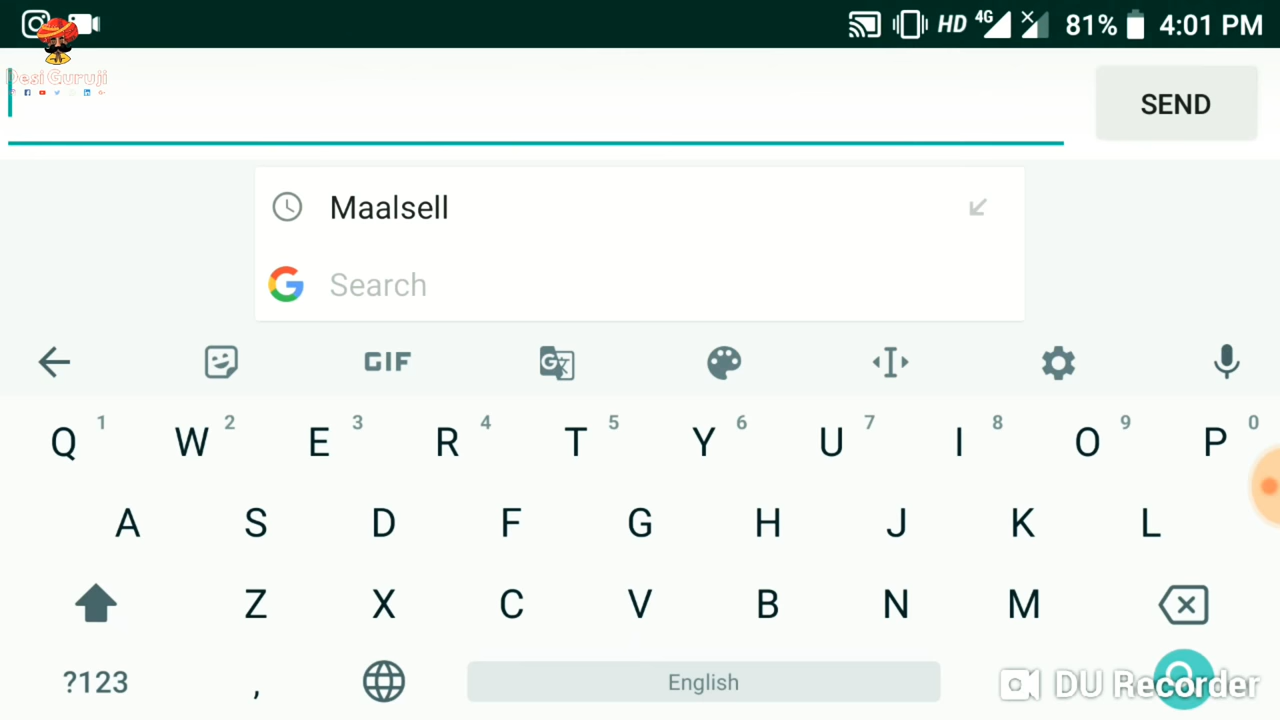 HD 4G 81% 4:01 PM
Desi Guruji
SEND
Maalsell
Search
GIF
Q 1 W 2 E 3 R 4 T 5 Y 6 U 7 I 8 O 9 P 0
A S D F G H J K L
Z X C V B N M
?123 , English
DU Recorder